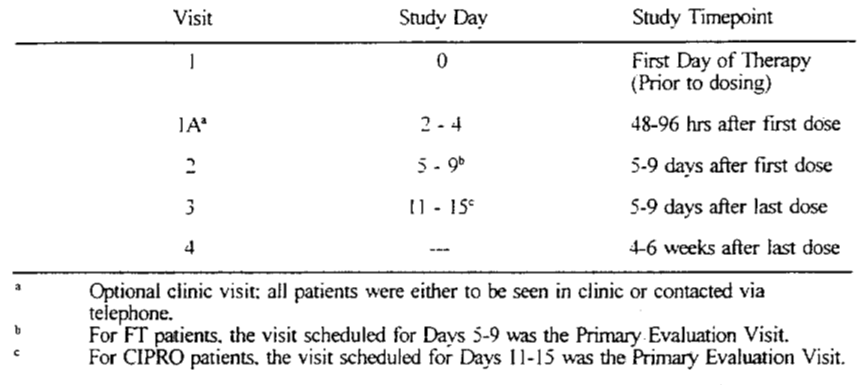 Visit Study Day Study Timepoint
1 0 First Day of Therapy
(Prior to dosing)
1Aᵃ 2 - 4 48-96 hrs after first dose
2 5 - 9ᵇ 5-9 days after first dose
3 11 - 15ᶜ 5-9 days after last dose
4 --- 4-6 weeks after last dose
a Optional clinic visit: all patients were either to be seen in clinic or contacted via
telephone.
b For FT patients, the visit scheduled for Days 5-9 was the Primary Evaluation Visit.
c For CIPRO patients, the visit scheduled for Days 11-15 was the Primary Evaluation Visit.